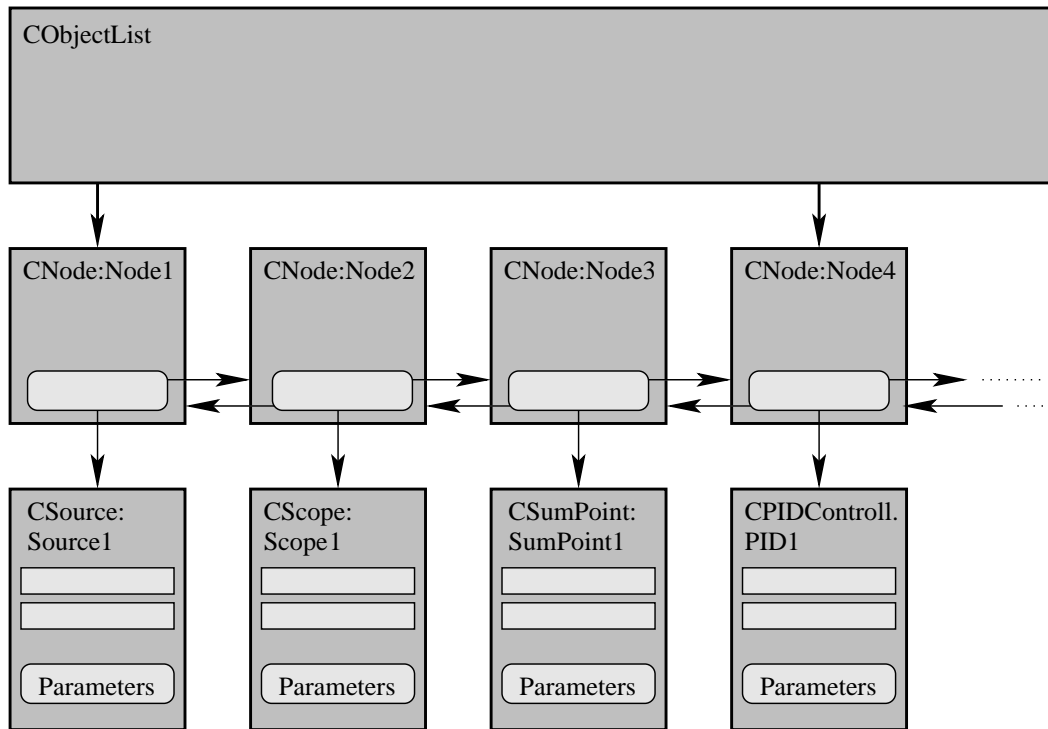 CObjectList
CNode:Node1
CNode:Node2
CNode:Node3
CNode:Node4
CSource:
Source1
CScope:
Scope1
CSumPoint:
SumPoint1
CPIDControll.
PID1
Parameters
Parameters
Parameters
Parameters